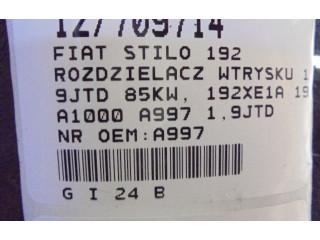 127709714
FIAT STILO 192
ROZDZIELACZ WTRYSKU 1
9JTD 85KW, 192XE1A 19
A1000 A997 1,9JTD
NR OEM:A997
G I 24 B